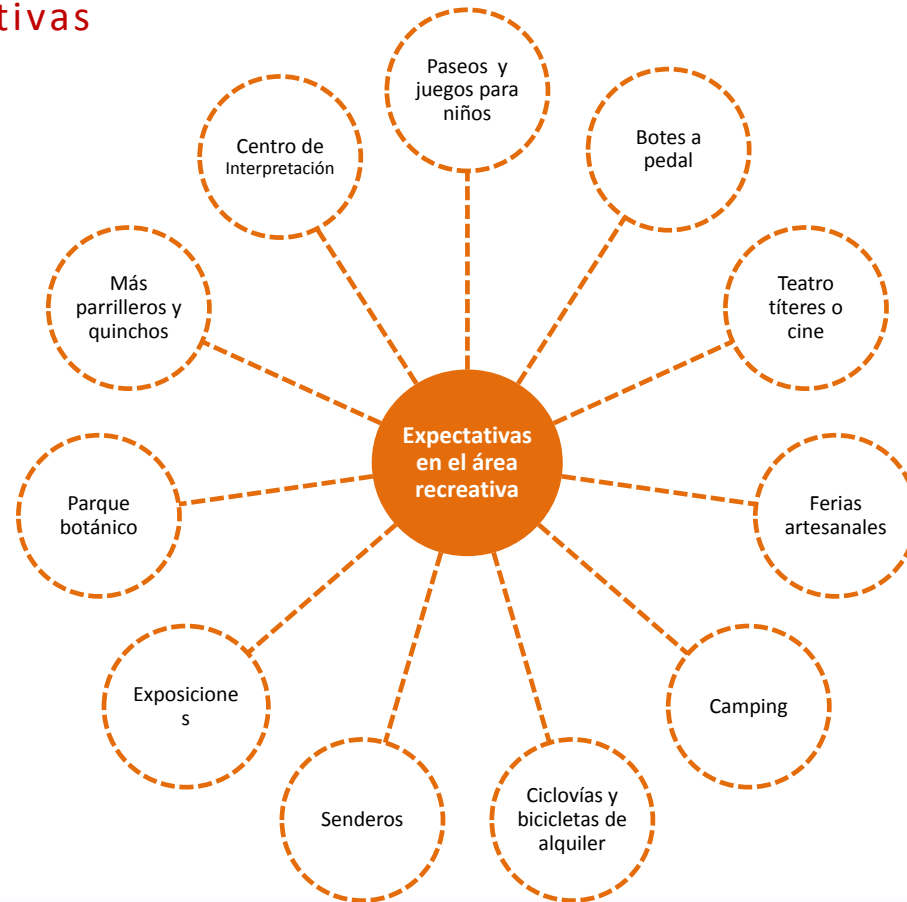 tivas
Paseos y
juegos para
niños
Botes a
pedal
Teatro
títeres o
cine
Ferias
artesanales
Camping
Ciclovías y
bicicletas de
alquiler
Senderos
Exposicione
s
Parque
botánico
Más
parrilleros y
quinchos
Centro de
Interpretación
Expectativas
en el área
recreativa